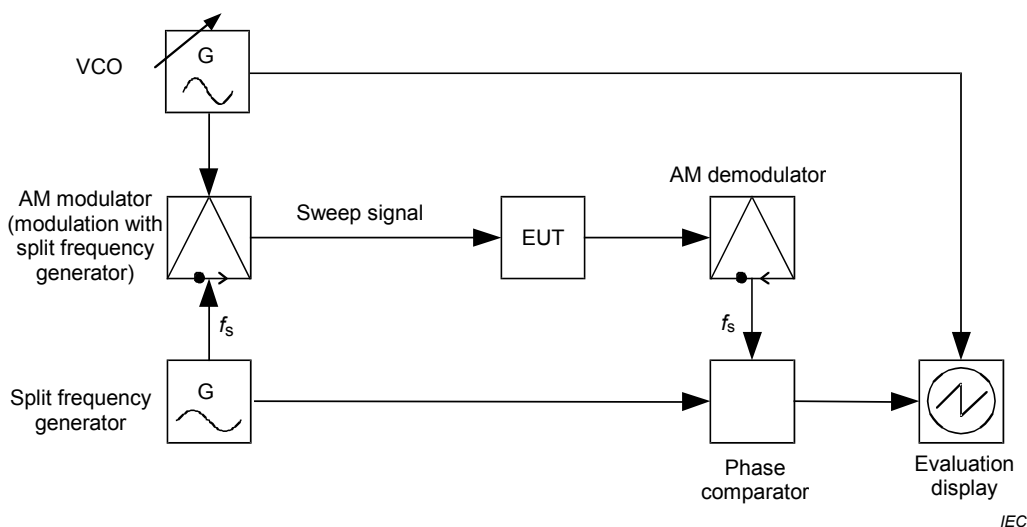 G
VCO
AM modulator
(modulation with
split frequency
generator)
Sweep signal
EUT
AM demodulator
fs
fs
Split frequency
generator
G
Phase
comparator
Evaluation
display
IEC